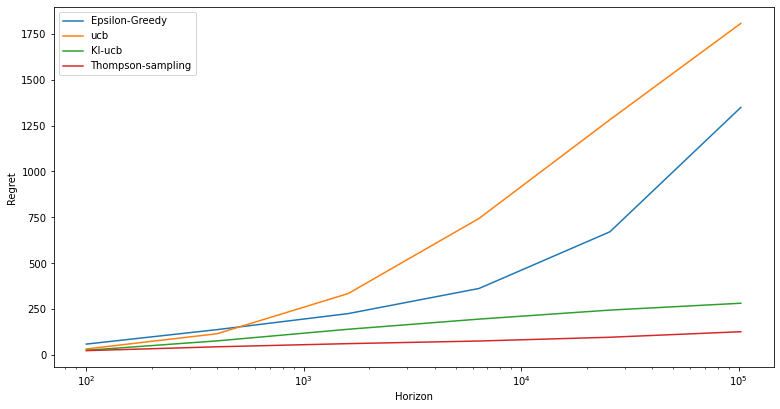 Epsilon-Greedy
ucb
Kl-ucb
Thompson-sampling
1750
1500
1250
1000
750
500
250
0
Regret
10²
10³
10⁴
10⁵
Horizon